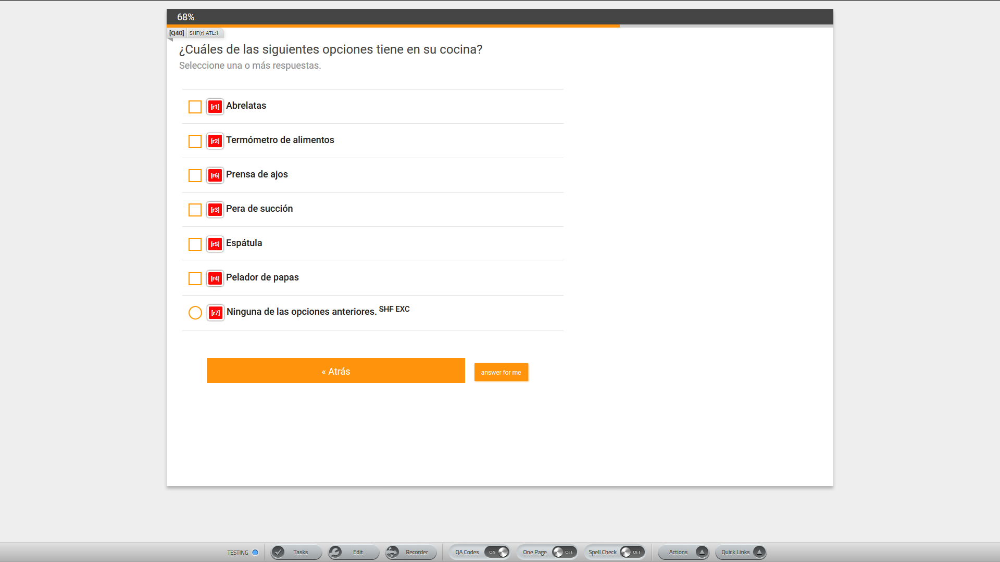 68%
[Q40] SHF(r) ATL:1
¿Cuáles de las siguientes opciones tiene en su cocina?
Seleccione una o más respuestas.
[r1] Abrelatas
[r2] Termómetro de alimentos
[r6] Prensa de ajos
[r3] Pera de succión
[r5] Espátula
[r4] Pelador de papas
[r7] Ninguna de las opciones anteriores. SHF EXC
« Atrás answer for me
TESTING Tasks Edit Recorder QA Codes ON One Page OFF Spell Check OFF Actions Quick Links